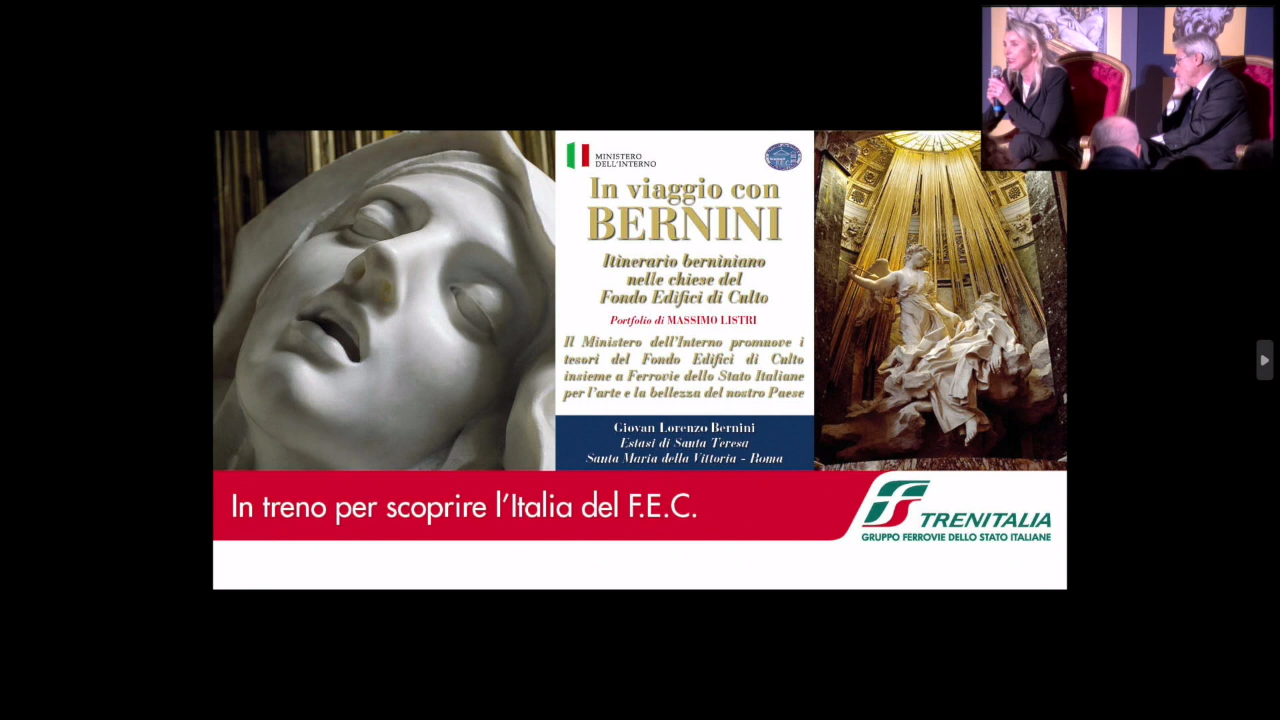 MINISTERO
DELL'INTERNO
In viaggio con
BERNINI
Itinerario berniniano
nelle chiese del
Fondo Edifici di Culto
Portfolio di MASSIMO LISTRI
Il Ministero dell'Interno promuove i
tesori del Fondo Edifici di Culto
insieme a Ferrovie dello Stato Italiane
per l'arte e la bellezza del nostro Paese
Giovan Lorenzo Bernini
Estasi di Santa Teresa
Santa Maria della Vittoria - Roma
In treno per scoprire l'Italia del F.E.C.
TRENITALIA
GRUPPO FERROVIE DELLO STATO ITALIANE